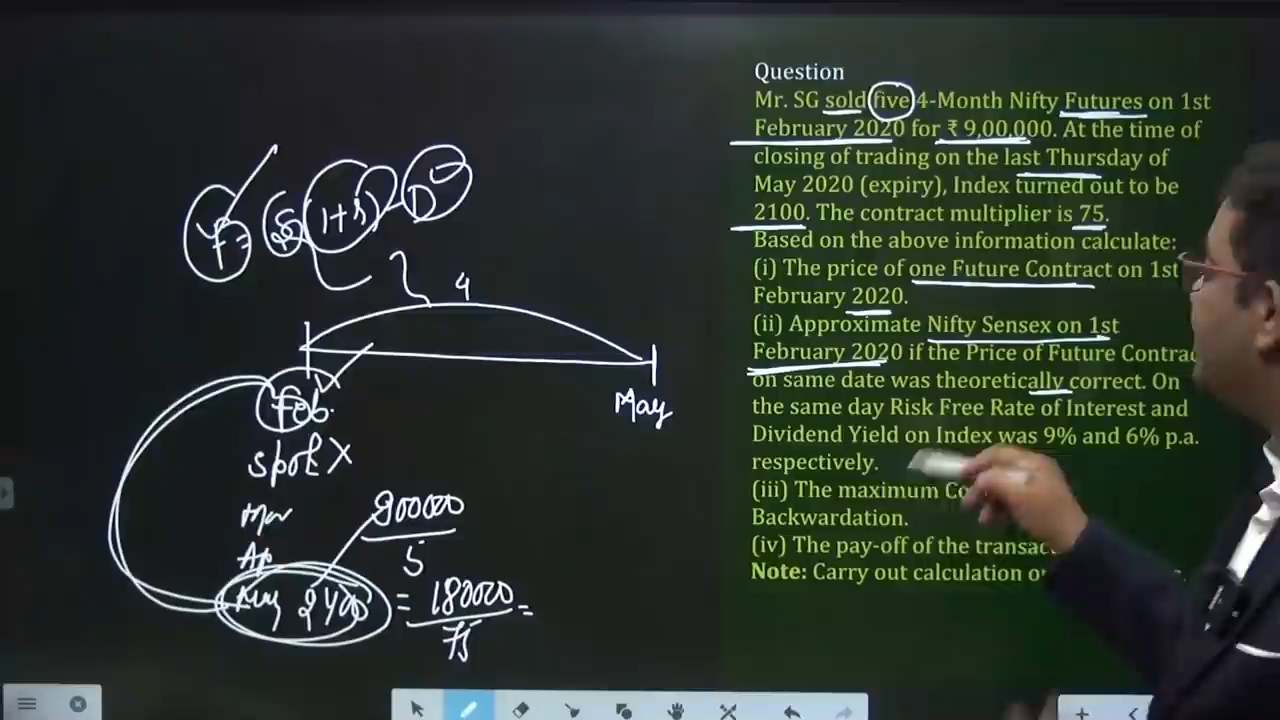 Question
Mr. SG sold five 4-Month Nifty Futures on 1st
February 2020 for ₹ 9,00,000. At the time of
closing of trading on the last Thursday of
May 2020 (expiry), Index turned out to be
2100. The contract multiplier is 75.
Based on the above information calculate:
(i) The price of one Future Contract on 1st
February 2020.
(ii) Approximate Nifty Sensex on 1st
February 2020 if the Price of Future Contrac
on same date was theoretically correct. On
the same day Risk Free Rate of Interest and
Dividend Yield on Index was 9% and 6% p.a.
respectively.
(iii) The maximum Co
Backwardation.
(iv) The pay-off of the transac
Note: Carry out calculation o
4
Feb.
May
Spot X
Mar
Ap
900000
5
May 2400 = 180000 =
75